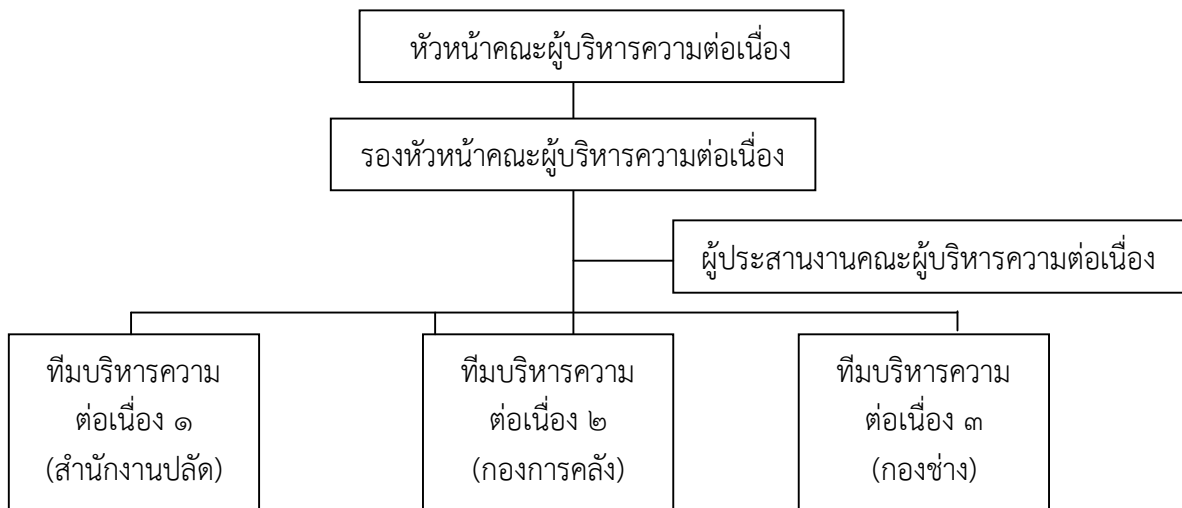 หัวหน้าคณะผู้บริหารความต่อเนื่อง
รองหัวหน้าคณะผู้บริหารความต่อเนื่อง
ผู้ประสานงานคณะผู้บริหารความต่อเนื่อง
ทีมบริหารความ
ต่อเนื่อง ๑
(สำนักงานปลัด)
ทีมบริหารความ
ต่อเนื่อง ๒
(กองการคลัง)
ทีมบริหารความ
ต่อเนื่อง ๓
(กองช่าง)